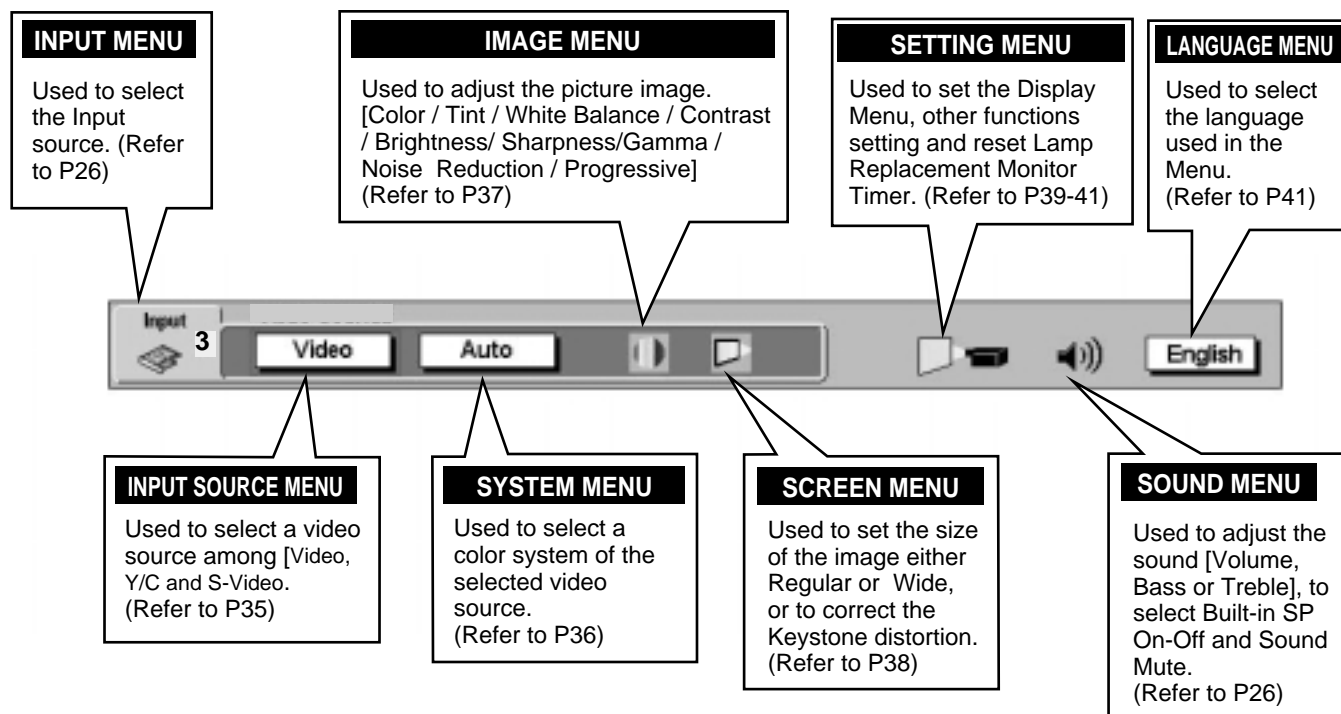 INPUT MENU
Used to select
the Input
source. (Refer
to P26)
IMAGE MENU
Used to adjust the picture image.
[Color / Tint / White Balance / Contrast
/ Brightness/ Sharpness/Gamma /
Noise Reduction / Progressive]
(Refer to P37)
SETTING MENU
Used to set the Display
Menu, other functions
setting and reset Lamp
Replacement Monitor
Timer. (Refer to P39-41)
LANGUAGE MENU
Used to select
the language
used in the
Menu.
(Refer to P41)
Input
3
Video
Auto
English
INPUT SOURCE MENU
Used to select a video
source among [Video,
Y/C and S-Video.
(Refer to P35)
SYSTEM MENU
Used to select a
color system of the
selected video
source.
(Refer to P36)
SCREEN MENU
Used to set the size
of the image either
Regular or Wide,
or to correct the
Keystone distortion.
(Refer to P38)
SOUND MENU
Used to adjust the
sound [Volume,
Bass or Treble], to
select Built-in SP
On-Off and Sound
Mute.
(Refer to P26)